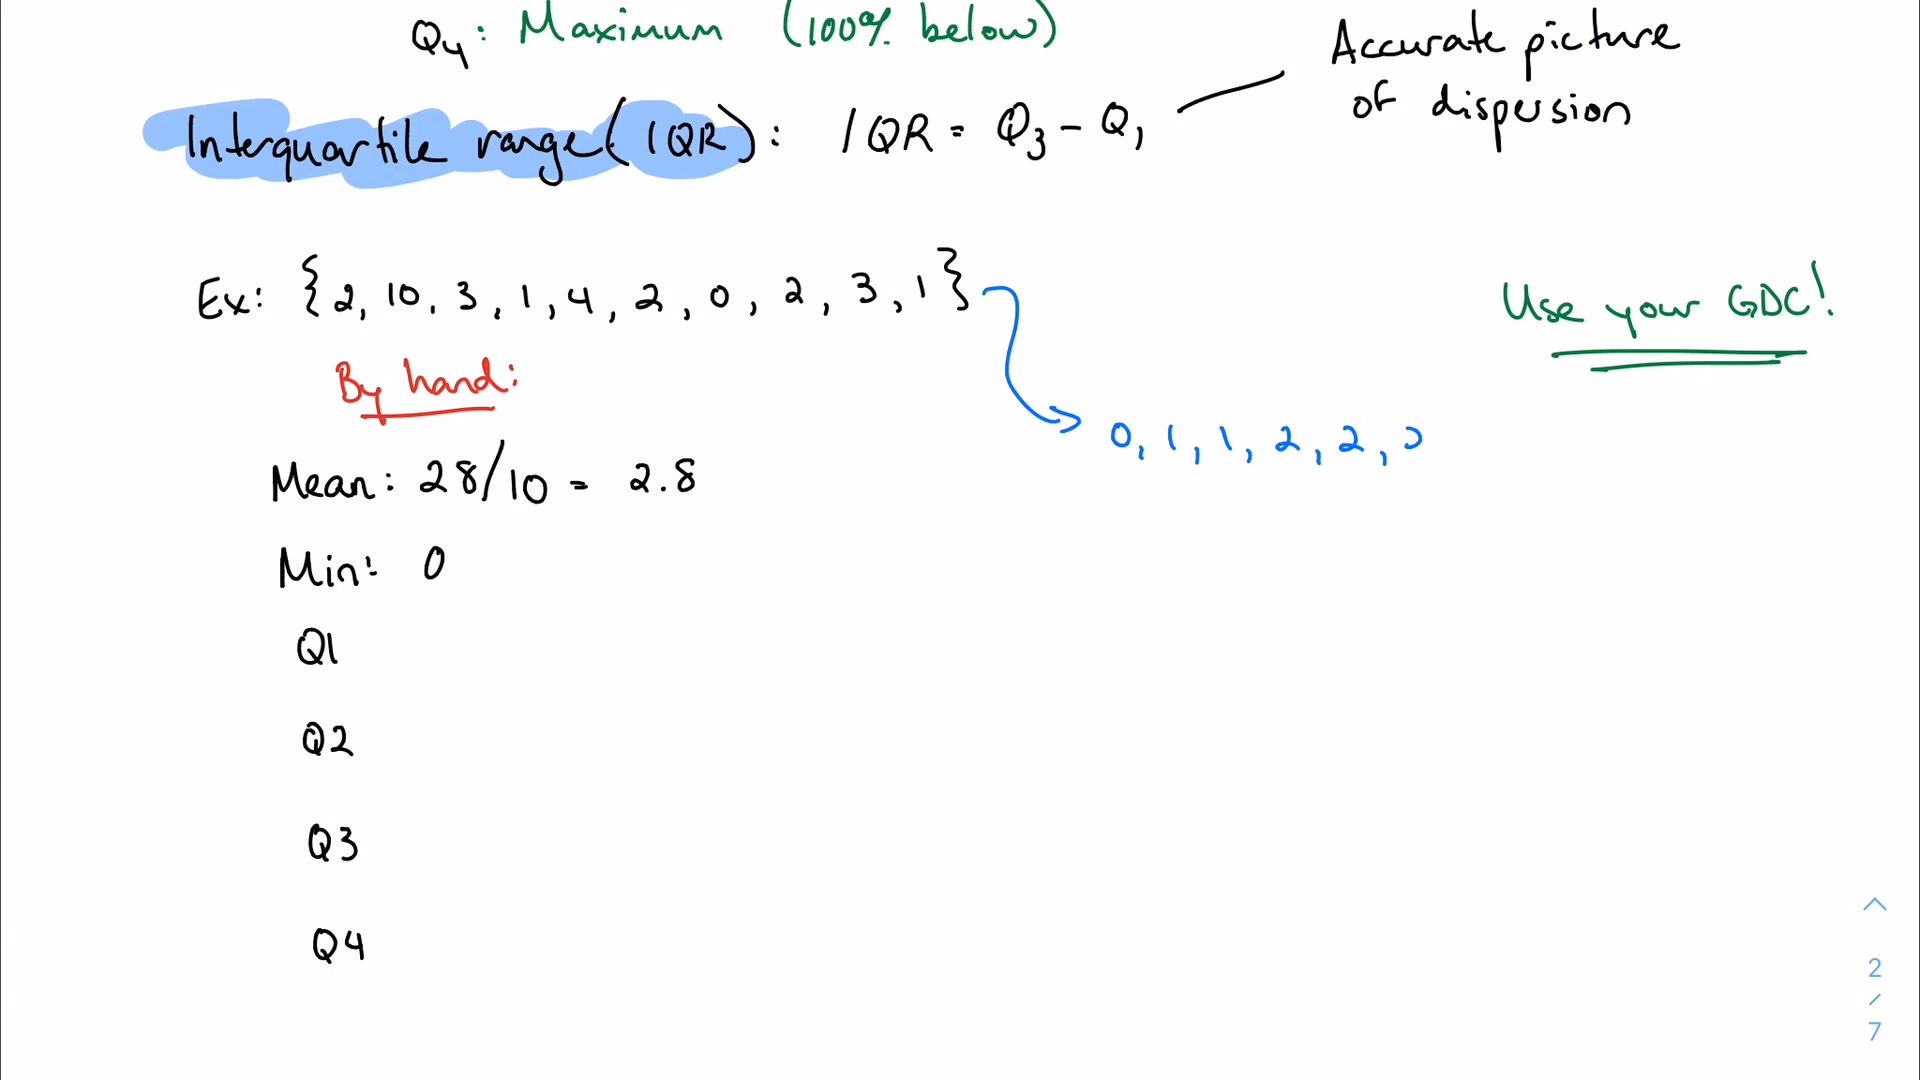 Q4: Maximum (100% below)
Accurate picture
of dispersion
Interquartile range (IQR): IQR = Q3 - Q1
Ex: {2, 10, 3, 1, 4, 2, 0, 2, 3, 1}
Use your GDC!
By hand:
0, 1, 1, 2, 2,
Mean: 28/10 = 2.8
Min: 0
Q1
Q2
Q3
Q4
2
/
7